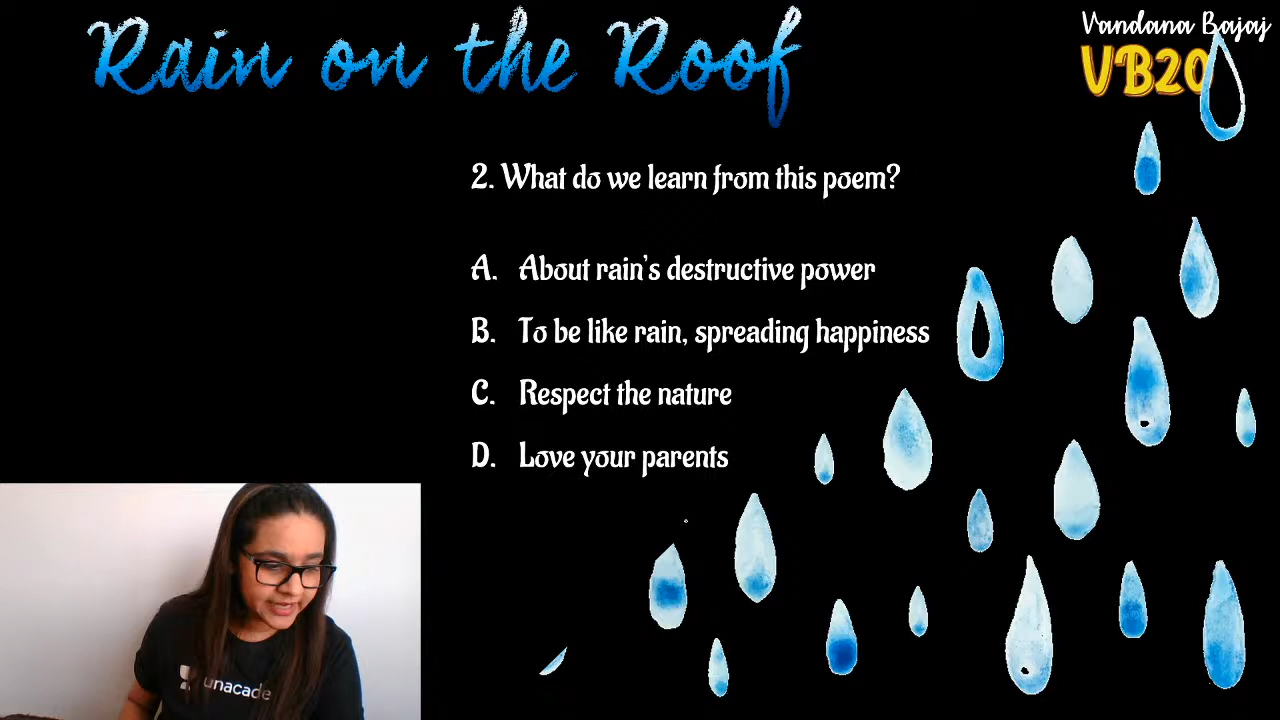 Rain on the Roof
Vandana Bajaj
VB20
2. What do we learn from this poem?
A. About rain's destructive power
B. To be like rain, spreading happiness
C. Respect the nature
D. Love your parents
unacade